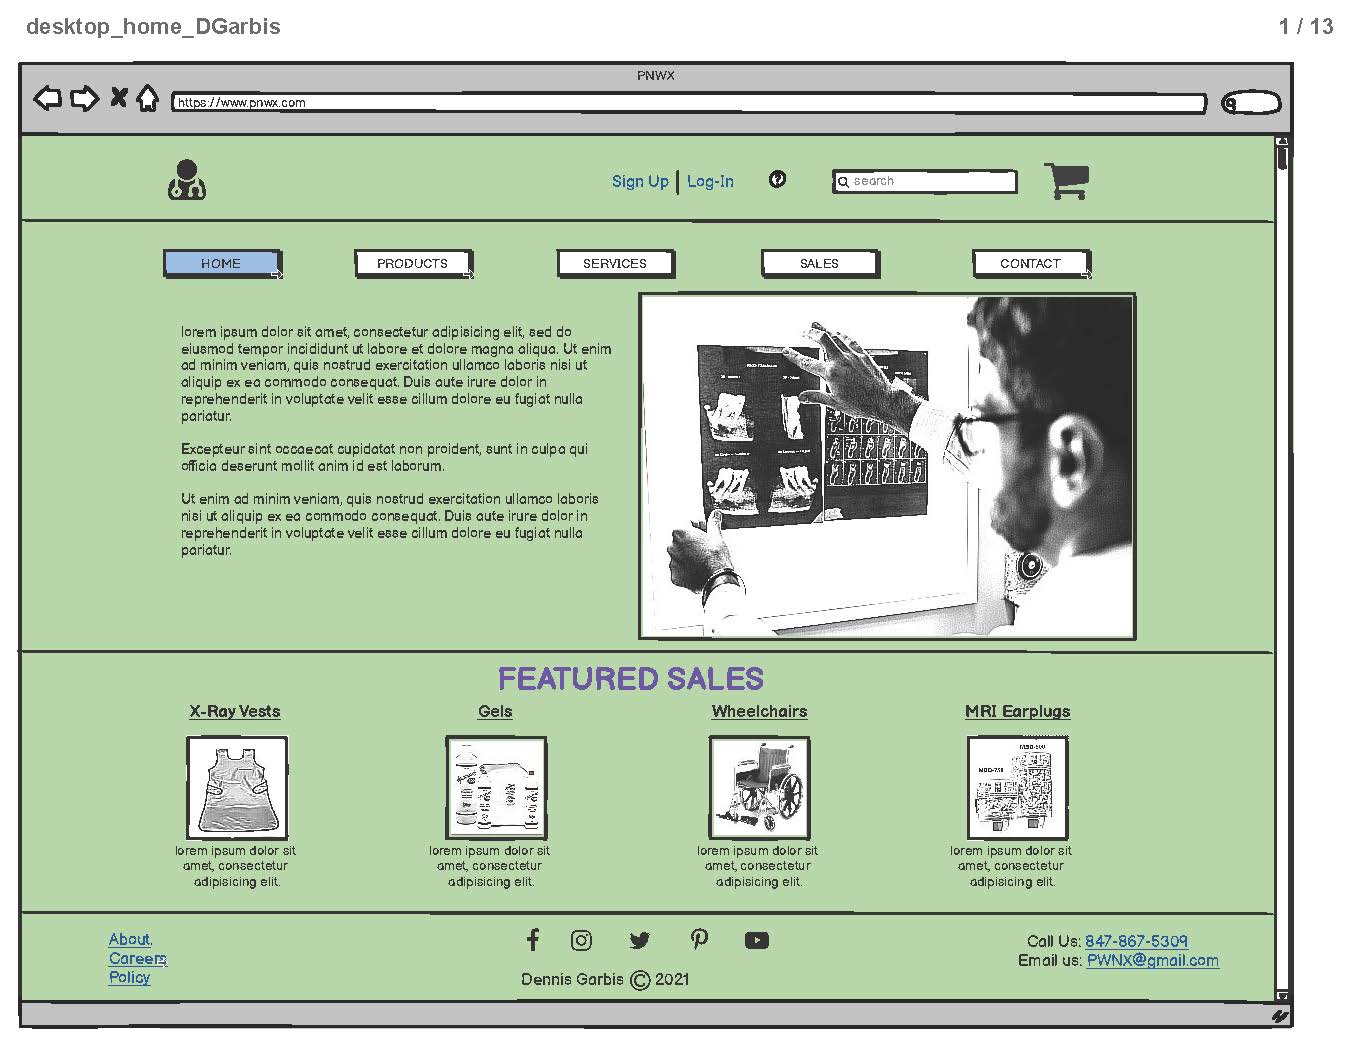 desktop_home_DGarbis
1 / 13
PNWX
https://www.pnwx.com
Sign Up | Log-In
search
HOME
PRODUCTS
SERVICES
SALES
CONTACT
lorem ipsum dolor sit amet, consectetur adipisicing elit, sed do
eiusmod tempor incididunt ut labore et dolore magna aliqua. Ut enim
ad minim veniam, quis nostrud exercitation ullamco laboris nisi ut
aliquip ex ea commodo consequat. Duis aute irure dolor in
reprehenderit in voluptate velit esse cillum dolore eu fugiat nulla
pariatur.
Excepteur sint occaecat cupidatat non proident, sunt in culpa qui
officia deserunt mollit anim id est laborum.
Ut enim ad minim veniam, quis nostrud exercitation ullamco laboris
nisi ut aliquip ex ea commodo consequat. Duis aute irure dolor in
reprehenderit in voluptate velit esse cillum dolore eu fugiat nulla
pariatur.
FEATURED SALES
X-Ray Vests
Gels
Wheelchairs
MRI Earplugs
lorem ipsum dolor sit
amet, consectetur
adipisicing elit.
lorem ipsum dolor sit
amet, consectetur
adipisicing elit.
lorem ipsum dolor sit
amet, consectetur
adipisicing elit.
lorem ipsum dolor sit
amet, consectetur
adipisicing elit.
About.
Careers
Policy
Dennis Garbis © 2021
Call Us: 847-867-5309
Email us: PWNX@gmail.com